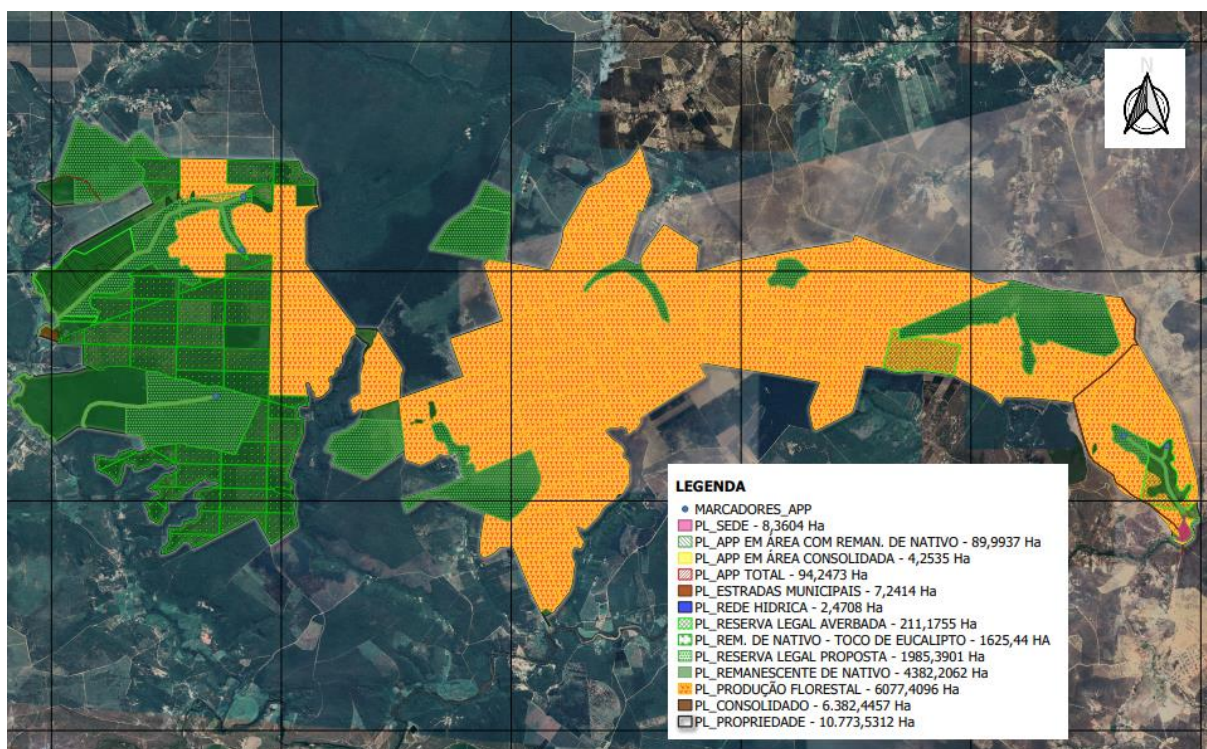 N
LEGENDA
MARCADORES_APP
PL_SEDE - 8,3604 Ha
PL_APP EM ÁREA COM REMAN. DE NATIVO - 89,9937 Ha
PL_APP EM ÁREA CONSOLIDADA - 4,2535 Ha
PL_APP TOTAL - 94,2473 Ha
PL_ESTRADAS MUNICIPAIS - 7,2414 Ha
PL_REDE HIDRICA - 2,4708 Ha
PL_RESERVA LEGAL AVERBADA - 211,1755 Ha
PL_REM. DE NATIVO - TOCO DE EUCALIPTO - 1625,44 HA
PL_RESERVA LEGAL PROPOSTA - 1985,3901 Ha
PL_REMANESCENTE DE NATIVO - 4382,2062 Ha
PL_PRODUÇÃO FLORESTAL - 6077,4096 Ha
PL_CONSOLIDADO - 6.382,4457 Ha
PL_PROPRIEDADE - 10.773,5312 Ha